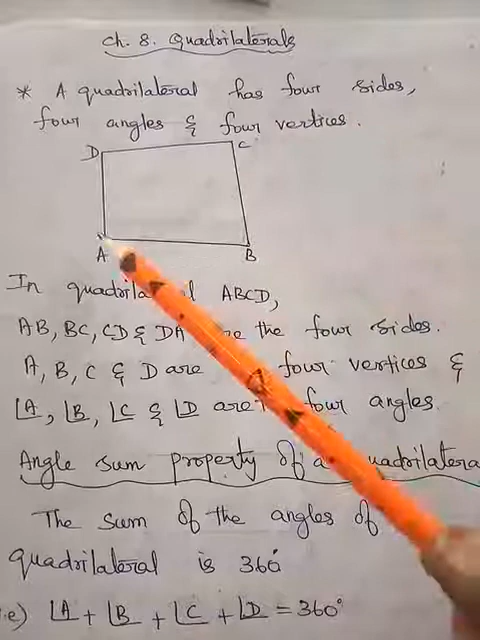 Ch. 8. Quadrilaterals
* A quadrilateral has four sides,
four angles & four vertices.
D C
A B
In ABCD,
AB, BC, CD & DA the four sides.
A, B, C & D are four vertices &
∠A, ∠B, ∠C & ∠D are four angles.
Angle sum property of a
The sum of the angles of
quadrilateral is 360°
∠A + ∠B + ∠C + ∠D = 360°